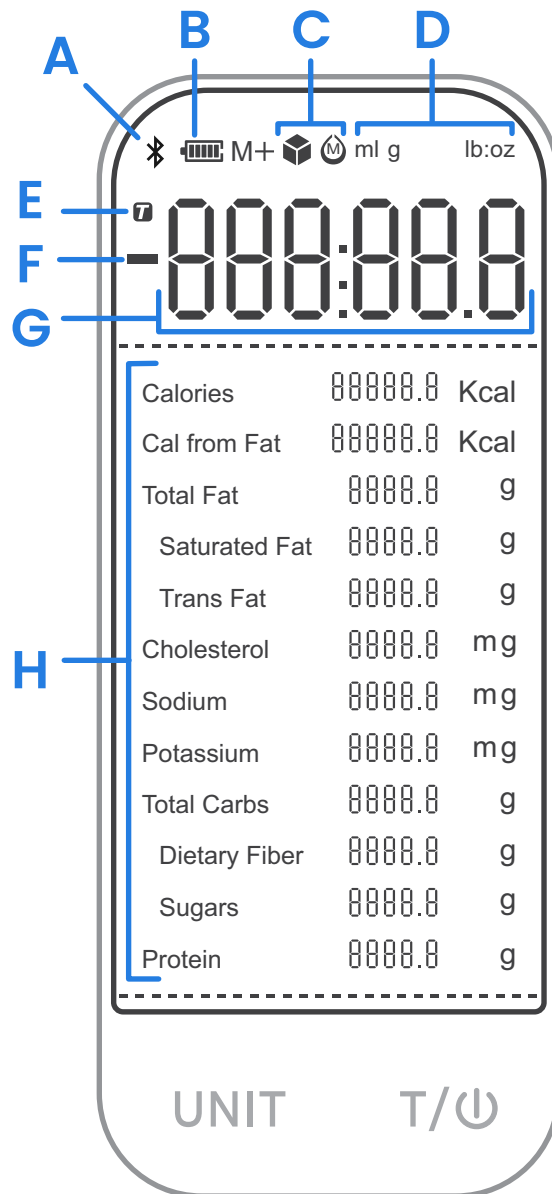 A B C D
M+ M ml g lb:oz
E T
F 888:88.8
G
Calories 88888.8 Kcal
Cal from Fat 88888.8 Kcal
Total Fat 8888.8 g
Saturated Fat 8888.8 g
Trans Fat 8888.8 g
H
Cholesterol 8888.8 mg
Sodium 8888.8 mg
Potassium 8888.8 mg
Total Carbs 8888.8 g
Dietary Fiber 8888.8 g
Sugars 8888.8 g
Protein 8888.8 g
UNIT T/⏻